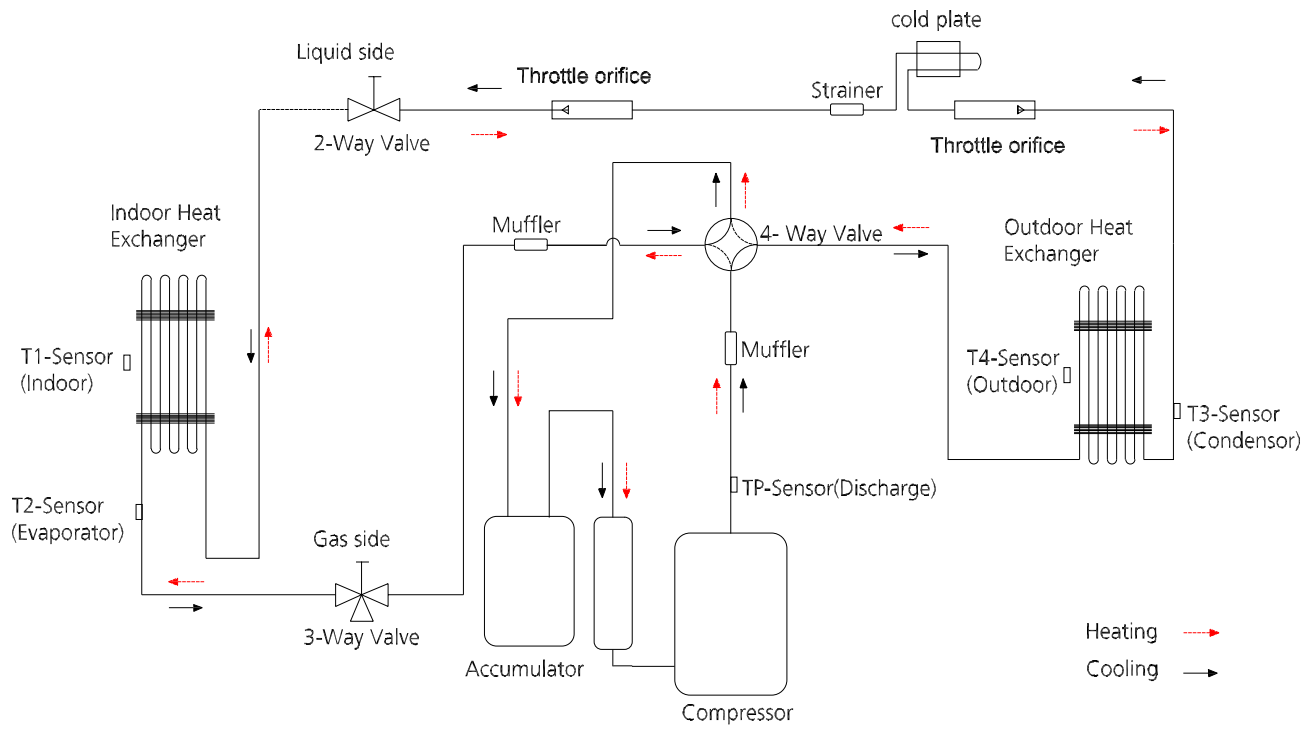 cold plate
Liquid side
Throttle orifice
Strainer
2-Way Valve
Throttle orifice
Indoor Heat
Exchanger
Muffler
4- Way Valve
Outdoor Heat
Exchanger
T1-Sensor
(Indoor)
Muffler
T4-Sensor
(Outdoor)
T3-Sensor
(Condensor)
T2-Sensor
(Evaporator)
TP-Sensor(Discharge)
Gas side
3-Way Valve
Accumulator
Compressor
Heating
Cooling